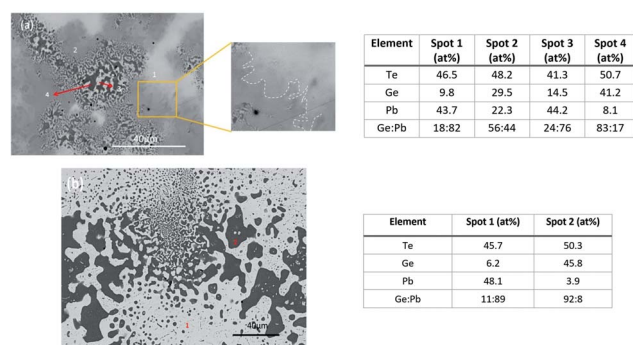 (a)
2
1
4
40µm
Element Spot 1 (at%) Spot 2 (at%) Spot 3 (at%) Spot 4 (at%)
Te 46.5 48.2 41.3 50.7
Ge 9.8 29.5 14.5 41.2
Pb 43.7 22.3 44.2 8.1
Ge:Pb 18:82 56:44 24:76 83:17
(b)
1
40µm
Element Spot 1 (at%) Spot 2 (at%)
Te 45.7 50.3
Ge 6.2 45.8
Pb 48.1 3.9
Ge:Pb 11:89 92:8